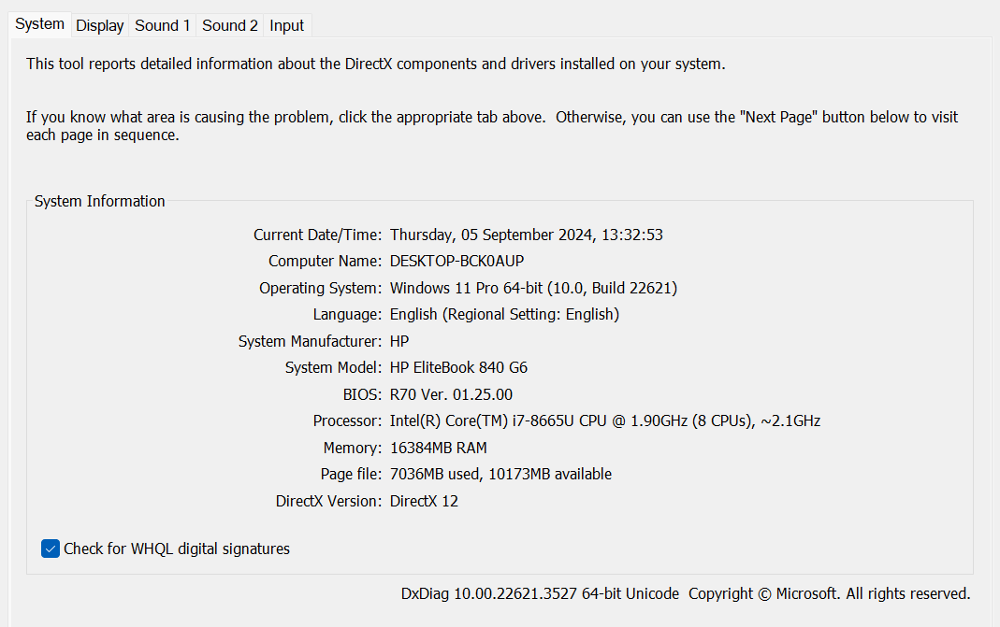 System Display Sound 1 Sound 2 Input
This tool reports detailed information about the DirectX components and drivers installed on your system.
If you know what area is causing the problem, click the appropriate tab above.  Otherwise, you can use the "Next Page" button below to visit
each page in sequence.
System Information
Current Date/Time: Thursday, 05 September 2024, 13:32:53
Computer Name: DESKTOP-BCK0AUP
Operating System: Windows 11 Pro 64-bit (10.0, Build 22621)
Language: English (Regional Setting: English)
System Manufacturer: HP
System Model: HP EliteBook 840 G6
BIOS: R70 Ver. 01.25.00
Processor: Intel(R) Core(TM) i7-8665U CPU @ 1.90GHz (8 CPUs), ~2.1GHz
Memory: 16384MB RAM
Page file: 7036MB used, 10173MB available
DirectX Version: DirectX 12
Check for WHQL digital signatures
DxDiag 10.00.22621.3527 64-bit Unicode  Copyright © Microsoft. All rights reserved.